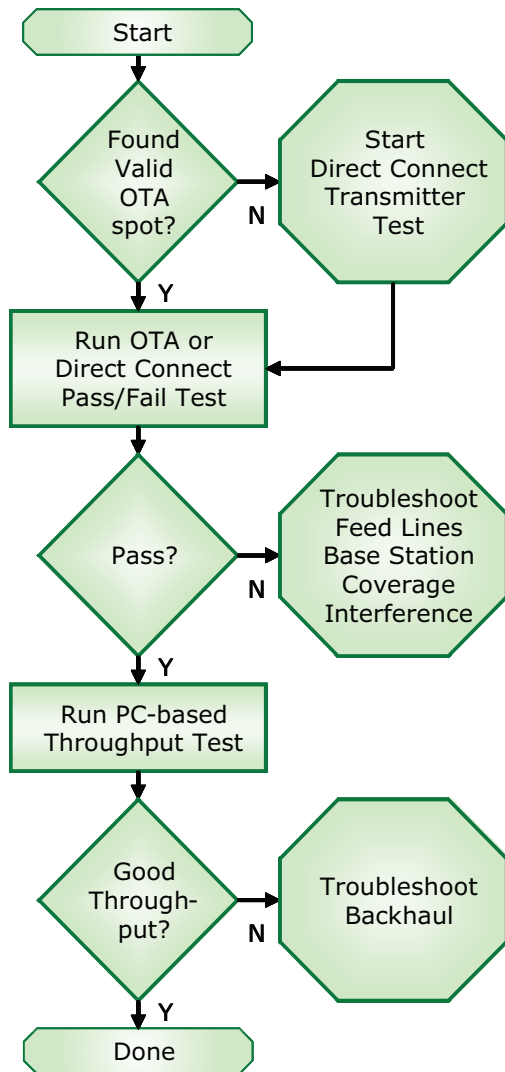 Start
Found
Valid
OTA
spot?
N
Start
Direct Connect
Transmitter
Test
Y
Run OTA or
Direct Connect
Pass/Fail Test
Pass?
N
Troubleshoot
Feed Lines
Base Station
Coverage
Interference
Y
Run PC-based
Throughput Test
Good
Through-
put?
N
Troubleshoot
Backhaul
Y
Done